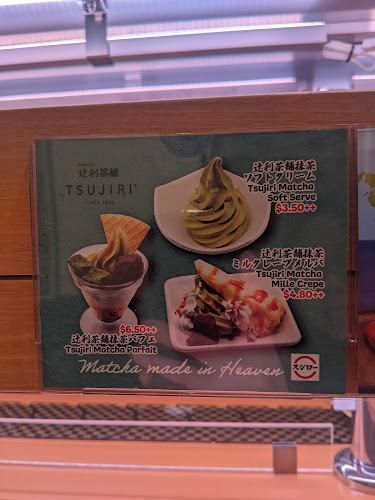 辻利茶舗
TSUJIRI
SINCE 1860
辻利茶舗抹茶
ソフトクリーム
Tsujiri Matcha
Soft Serve
$3.50++
辻利茶舗抹茶
ミルクレープメルバ
Tsujiri Matcha
Mille Crepe
$4.80++
$6.50++
辻利茶舗抹茶パフェ
Tsujiri Matcha Parfait
Matcha made in Heaven
スシロー